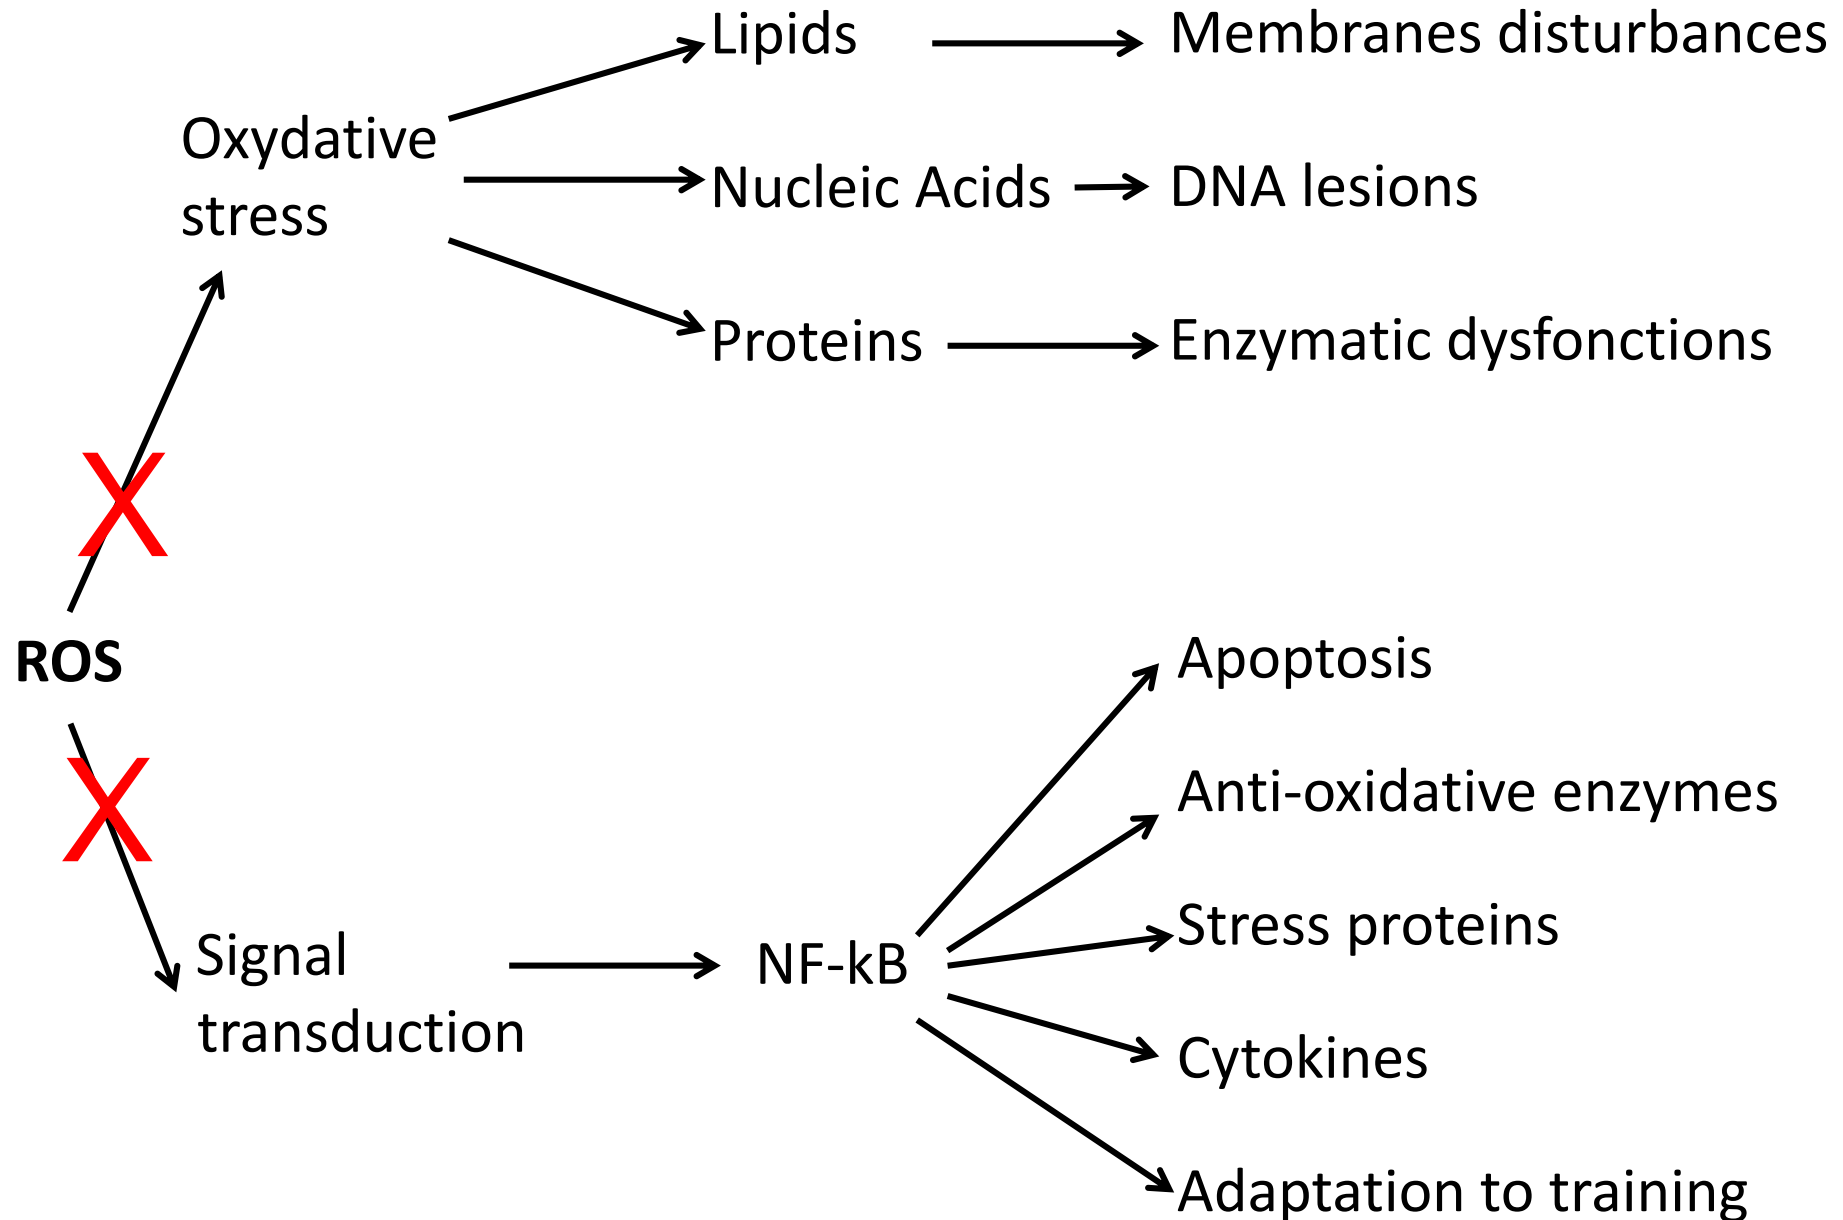 Lipids
Membranes disturbances
Oxydative
stress
Nucleic Acids
DNA lesions
Proteins
Enzymatic dysfonctions
X
ROS
X
Signal
transduction
NF-kB
Apoptosis
Anti-oxidative enzymes
Stress proteins
Cytokines
Adaptation to training